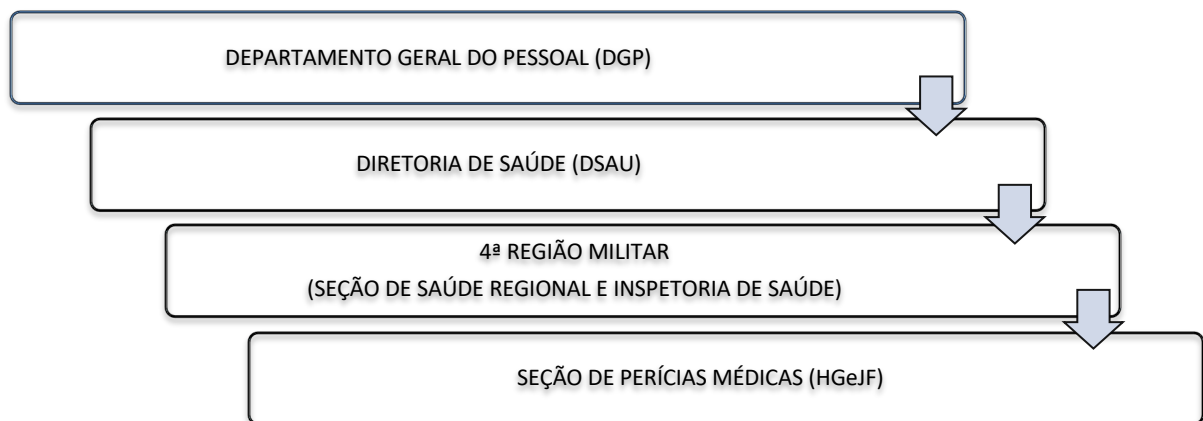 DEPARTAMENTO GERAL DO PESSOAL (DGP)
DIRETORIA DE SAÚDE (DSAU)
4ª REGIÃO MILITAR
(SEÇÃO DE SAÚDE REGIONAL E INSPETORIA DE SAÚDE)
SEÇÃO DE PERÍCIAS MÉDICAS (HGeJF)